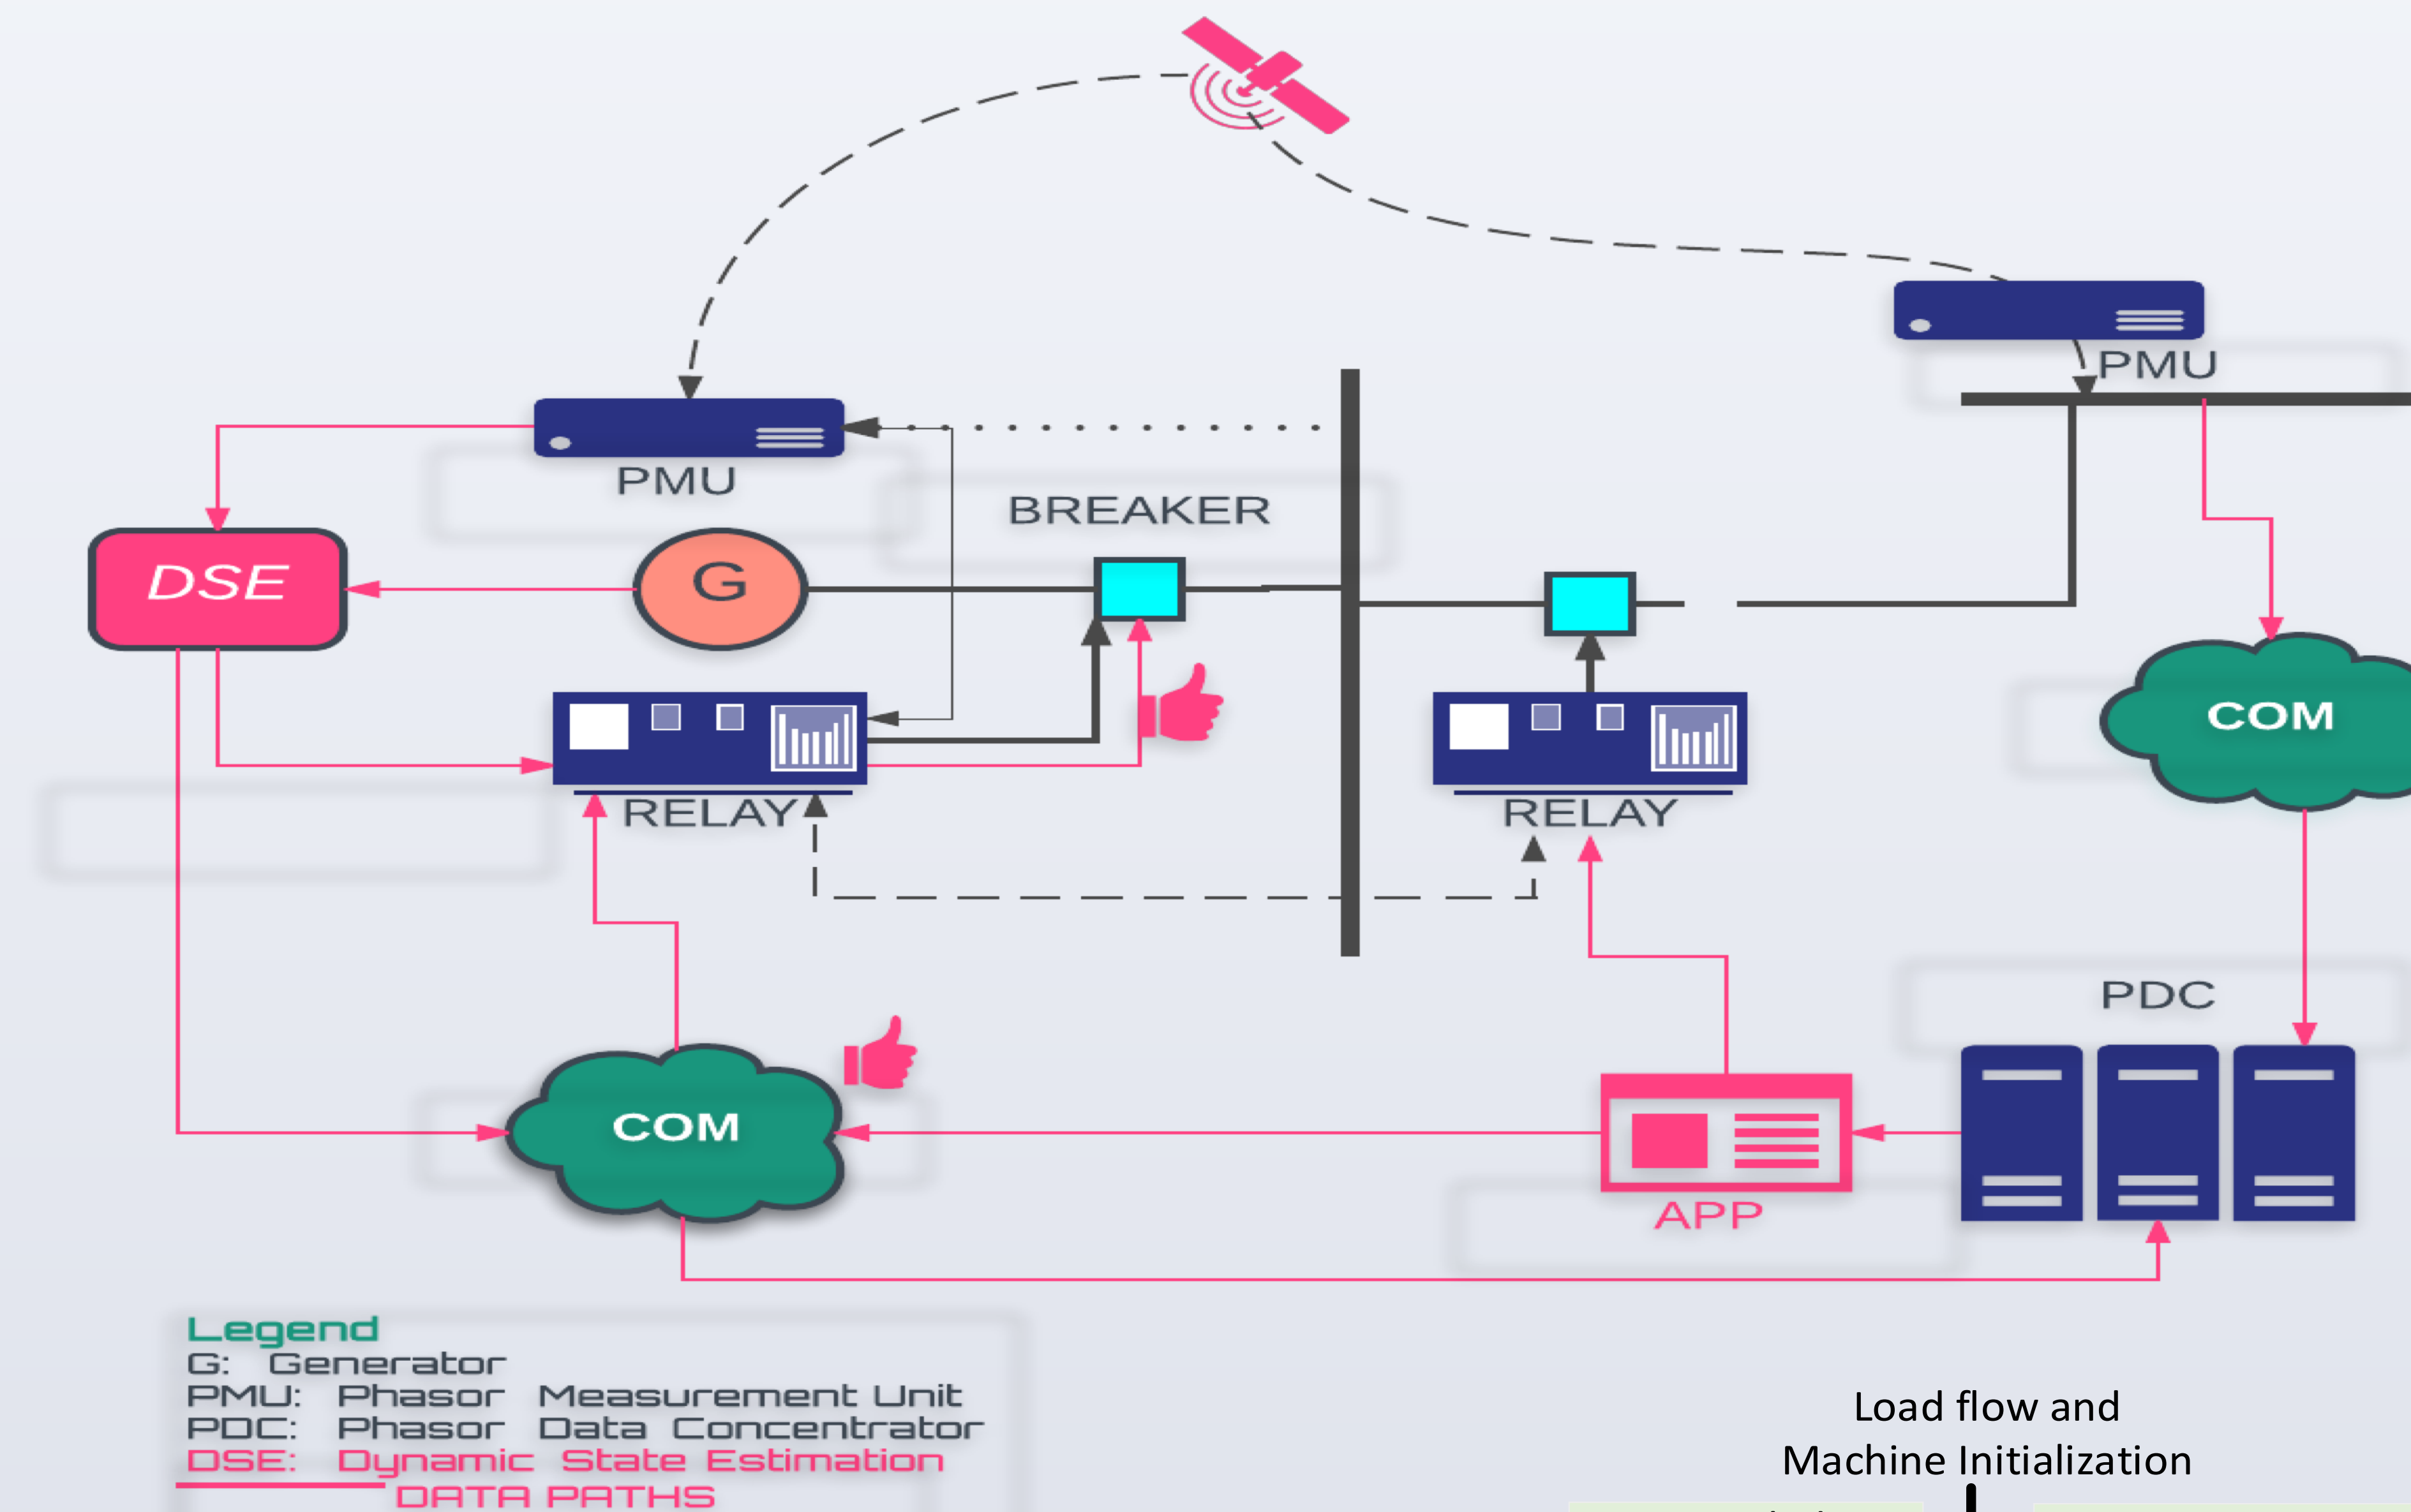 PMU
PMU
BREAKER
DSE
G
COM
RELAY
RELAY
PDC
COM
APP
Legend
G: Generator
PMU: Phasor Measurement Unit
PDC: Phasor Data Concentrator
DSE: Dynamic State Estimation
DATA PATHS
Load flow and
Machine Initialization